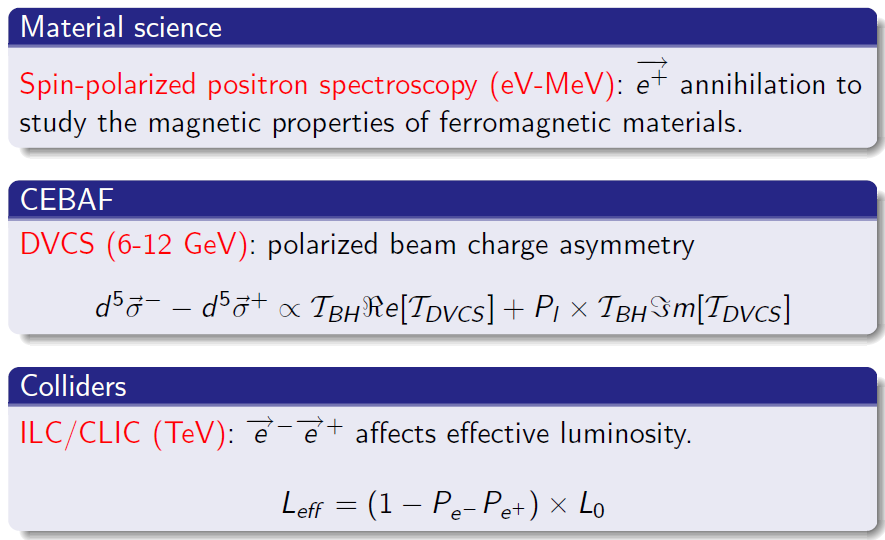 Material science
Spin-polarized positron spectroscopy (eV-MeV): $\overrightarrow{e^+}$ annihilation to
study the magnetic properties of ferromagnetic materials.
CEBAF
DVCS (6-12 GeV): polarized beam charge asymmetry
$d^5\vec{\sigma}^- - d^5\vec{\sigma}^+ \propto \mathcal{T}_{BH}\Re e[\mathcal{T}_{DVCS}] + P_l \times \mathcal{T}_{BH}\Im m[\mathcal{T}_{DVCS}]$
Colliders
ILC/CLIC (TeV): $\overrightarrow{e}^-\overrightarrow{e}^+$ affects effective luminosity.
$L_{eff} = (1 - P_{e^-}P_{e^+}) \times L_0$